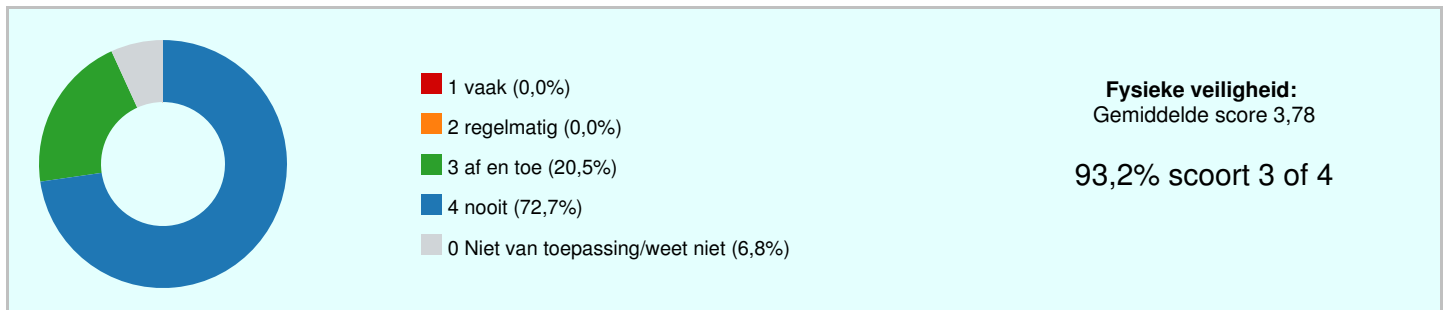 1 vaak (0,0%)
2 regelmatig (0,0%)
3 af en toe (20,5%)
4 nooit (72,7%)
0 Niet van toepassing/weet niet (6,8%)
Fysieke veiligheid:
Gemiddelde score 3,78
93,2% scoort 3 of 4